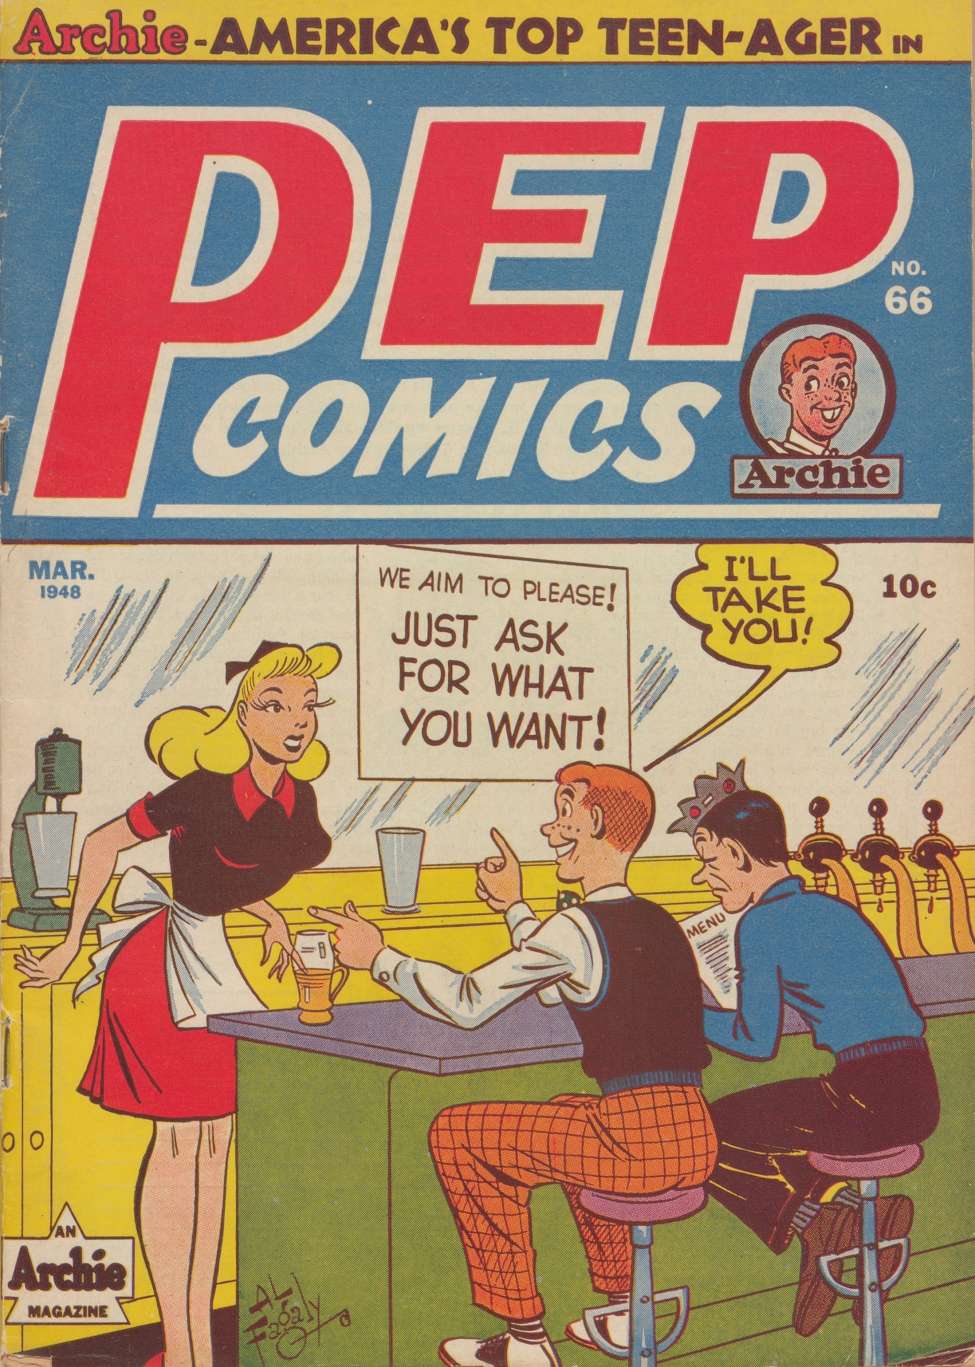 Archie - AMERICA'S TOP TEEN-AGER IN
PEP
COMICS
NO.
66
Archie
MAR.
1948
10c
WE AIM TO PLEASE!
JUST ASK
FOR WHAT
YOU WANT!
I'LL
TAKE
YOU!
MENU
AN
Archie
MAGAZINE
AL
Fagaly